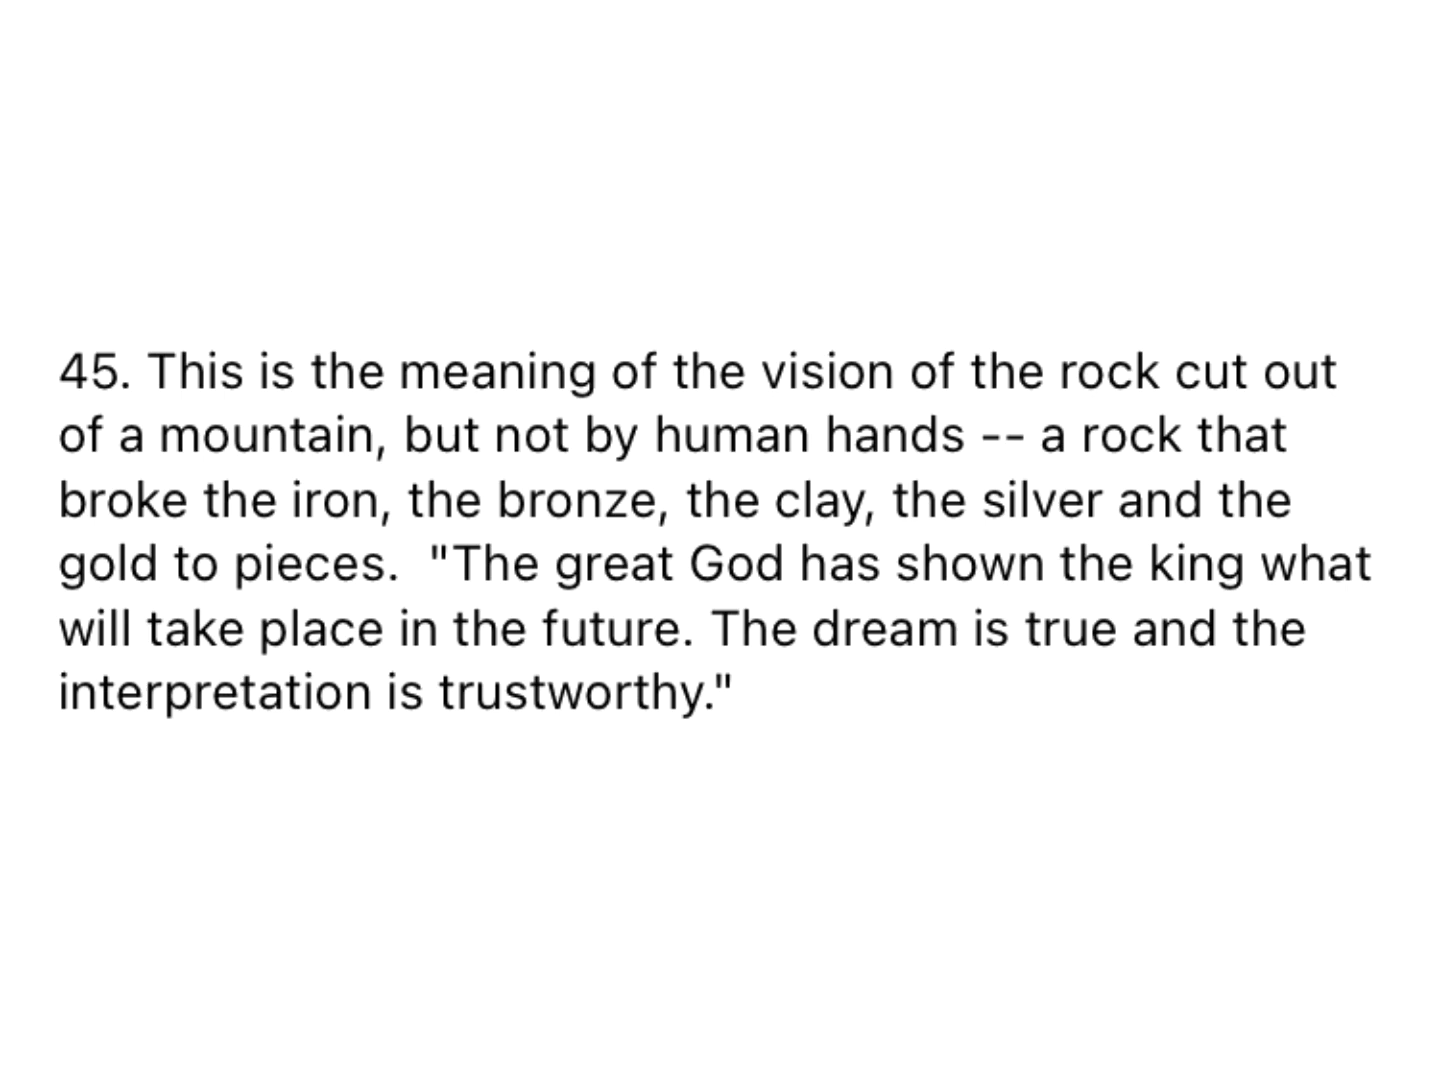 45. This is the meaning of the vision of the rock cut out
of a mountain, but not by human hands -- a rock that
broke the iron, the bronze, the clay, the silver and the
gold to pieces.  "The great God has shown the king what
will take place in the future. The dream is true and the
interpretation is trustworthy."